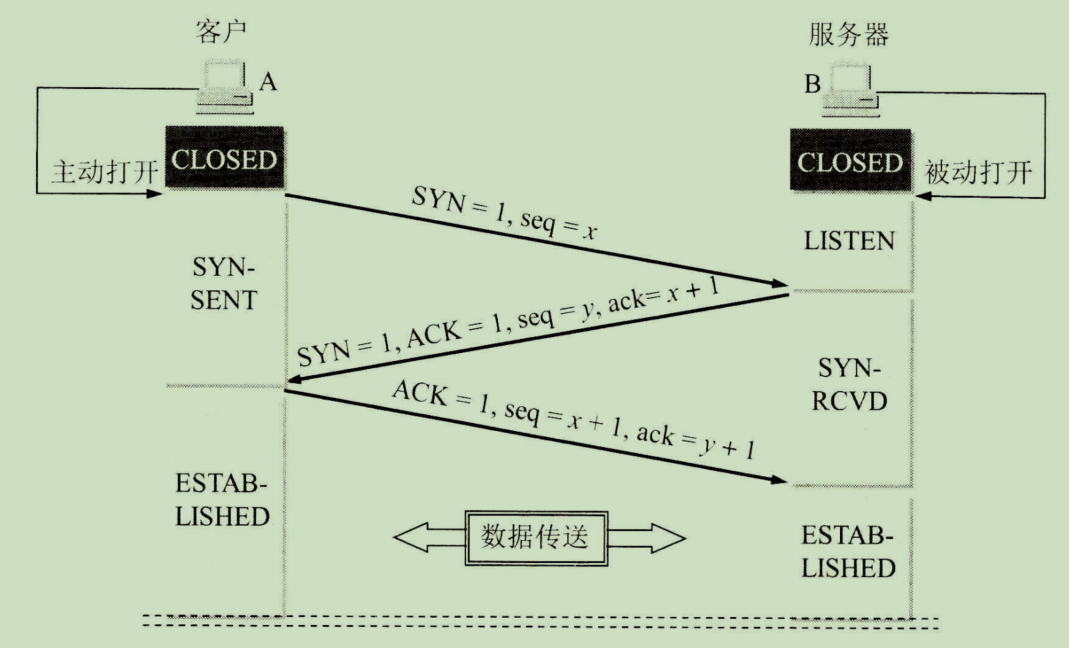 客户
服务器
A
B
CLOSED
CLOSED
主动打开
被动打开
SYN = 1, seq = x
LISTEN
SYN-
SENT
SYN = 1, ACK = 1, seq = y, ack= x + 1
SYN-
RCVD
ACK = 1, seq = x + 1, ack = y + 1
ESTAB-
LISHED
数据传送
ESTAB-
LISHED